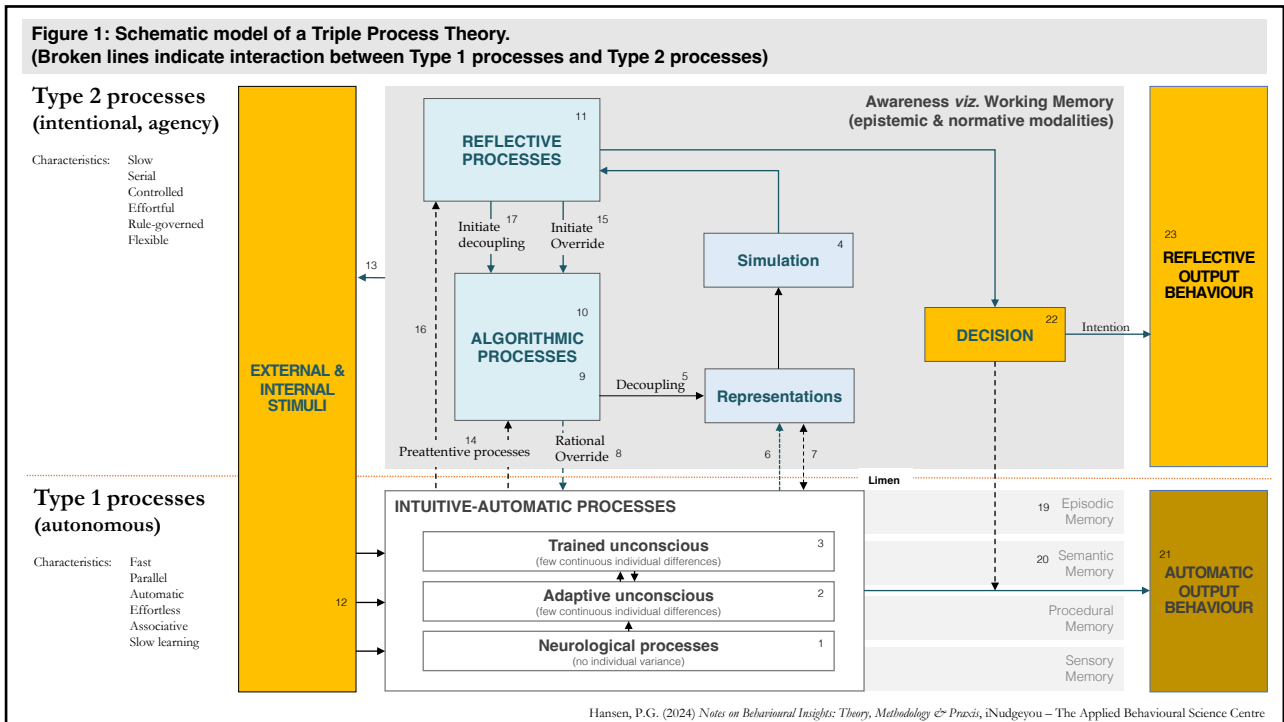 Figure 1: Schematic model of a Triple Process Theory.
(Broken lines indicate interaction between Type 1 processes and Type 2 processes)
Type 2 processes
(intentional, agency)
Characteristics: Slow
Serial
Controlled
Effortful
Rule-governed
Flexible
EXTERNAL &
INTERNAL
STIMULI
12
13
Awareness viz. Working Memory
(epistemic & normative modalities)
11
REFLECTIVE
PROCESSES
Initiate 17
decoupling
Initiate 15
Override
16
10
ALGORITHMIC
PROCESSES
9
Decoupling 5
4
Simulation
Representations
14
Preattentive processes
Rational
Override 8
6
7
22
DECISION
Intention
23
REFLECTIVE
OUTPUT
BEHAVIOUR
Limen
Type 1 processes
(autonomous)
Characteristics: Fast
Parallel
Automatic
Effortless
Associative
Slow learning
INTUITIVE-AUTOMATIC PROCESSES
Trained unconscious 3
(few continuous individual differences)
Adaptive unconscious 2
(few continuous individual differences)
Neurological processes 1
(no individual variance)
19 Episodic
Memory
20 Semantic
Memory
Procedural
Memory
Sensory
Memory
21
AUTOMATIC
OUTPUT
BEHAVIOUR
Hansen, P.G. (2024) Notes on Behavioural Insights: Theory, Methodology & Praxis, iNudgeyou – The Applied Behavioural Science Centre